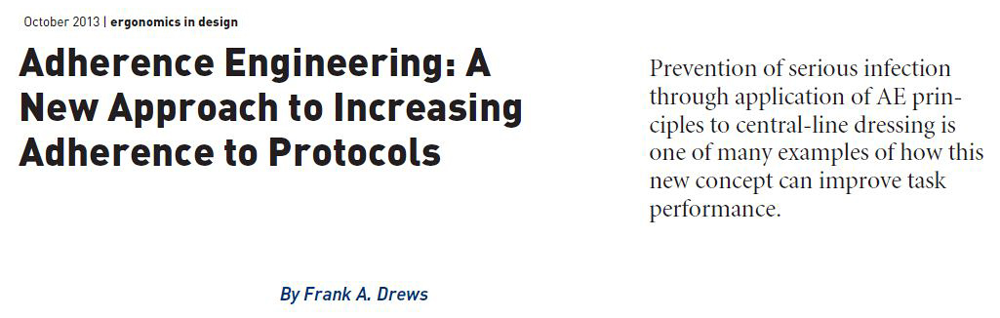 October 2013 | ergonomics in design
Adherence Engineering: A
New Approach to Increasing
Adherence to Protocols
By Frank A. Drews
Prevention of serious infection
through application of AE prin-
ciples to central-line dressing is
one of many examples of how this
new concept can improve task
performance.